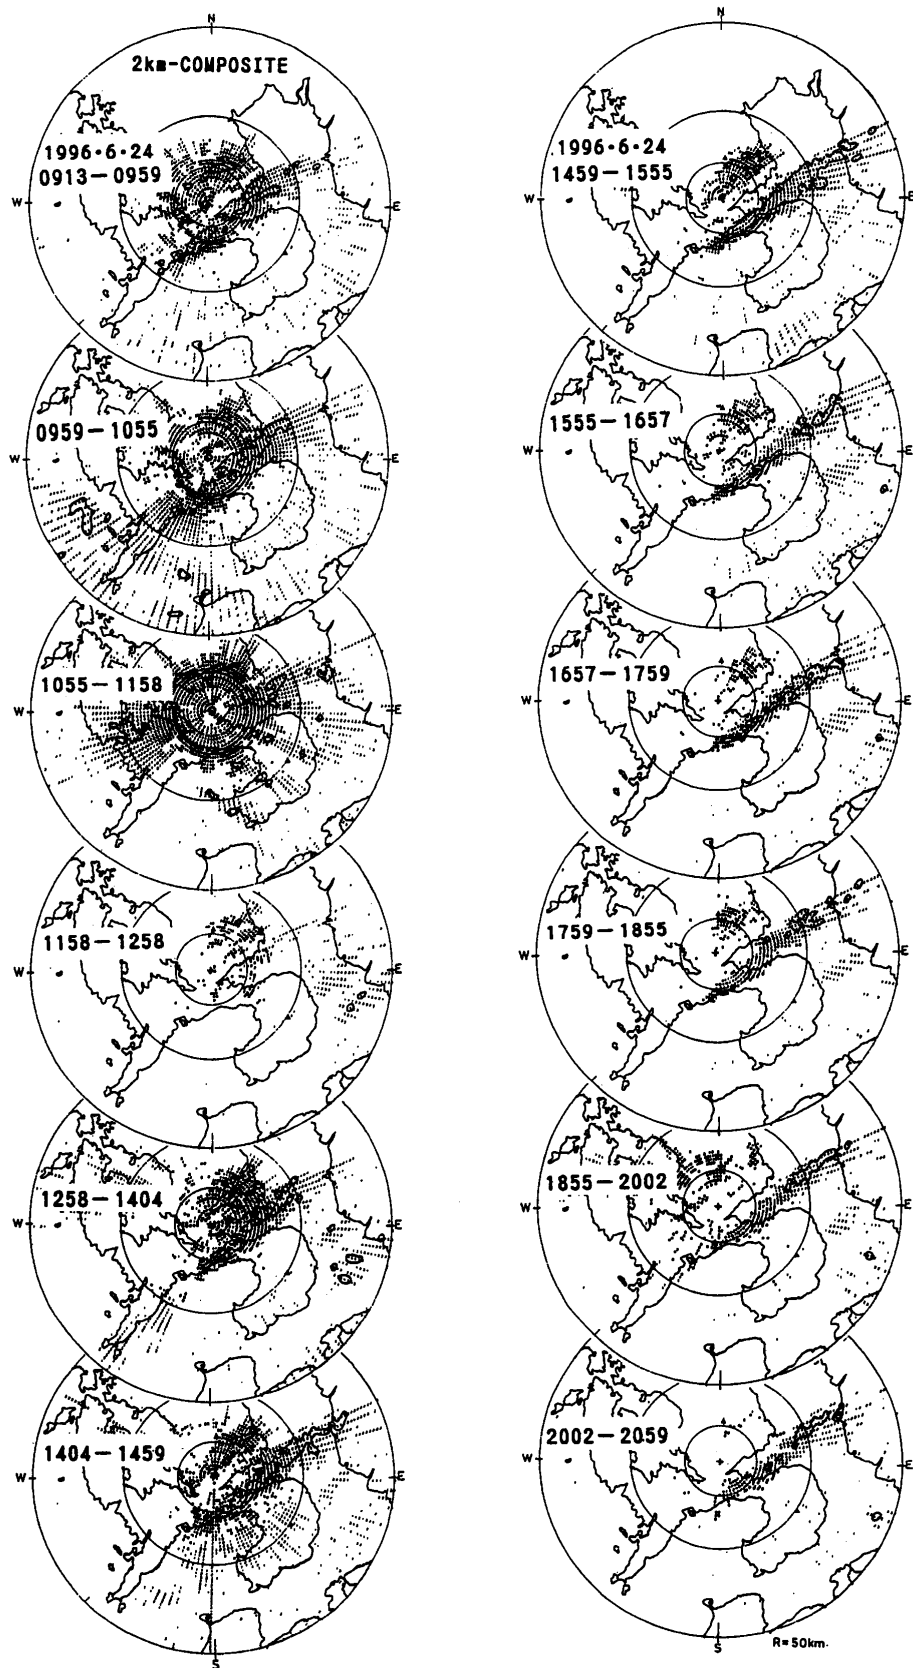 N
2km-COMPOSITE
1996・6・24
0913－0959
W
E
0959－1055
W
E
1055－1158
W
E
1158－1258
W
E
1258－1404
W
E
1404－1459
W
E
S
N
1996・6・24
1459－1555
W
E
1555－1657
W
E
1657－1759
W
E
1759－1855
W
E
1855－2002
W
E
2002－2059
W
E
S
R=50km.